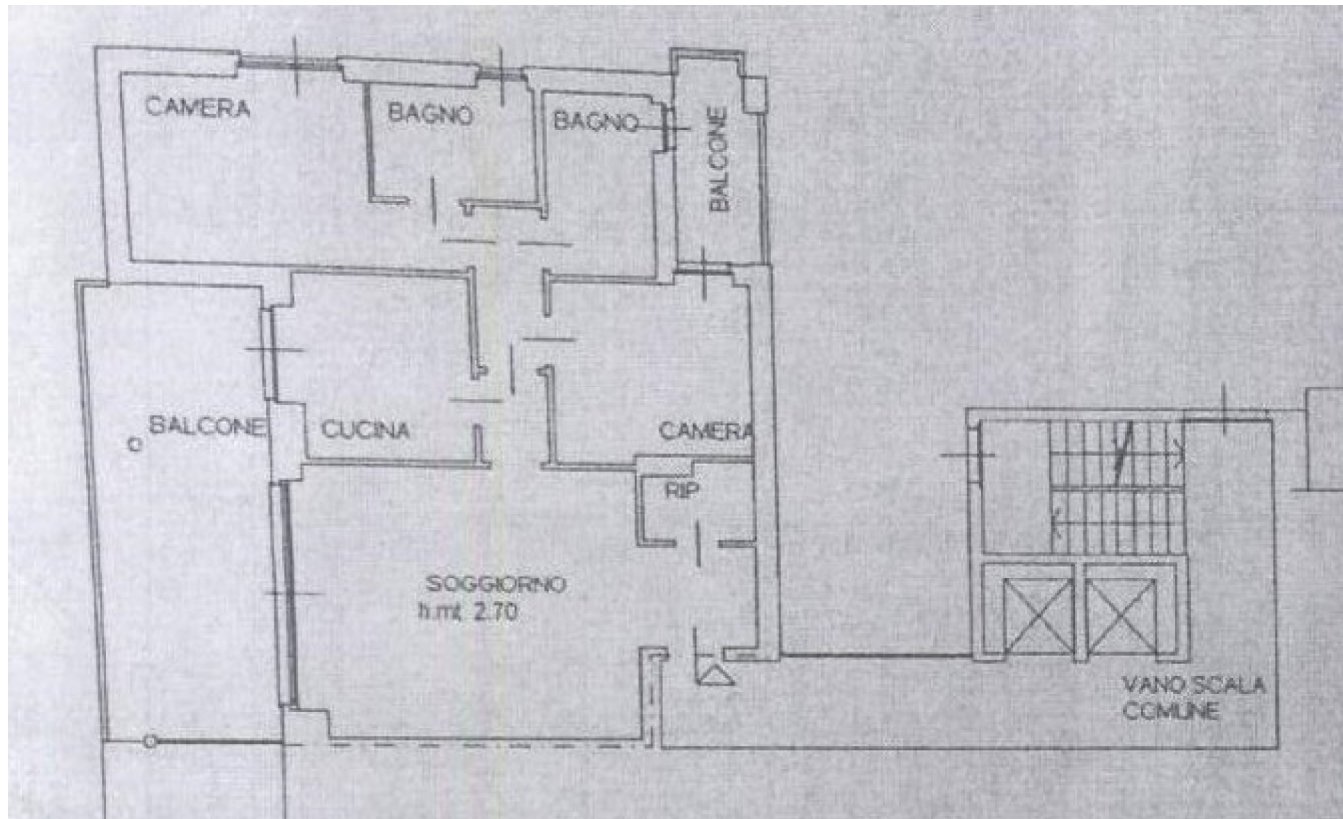 CAMERA
BAGNO
BAGNO
BALCONE
BALCONE
CUCINA
CAMERA
RIP
SOGGIORNO
h.mt 2.70
VANO SCALA
COMUNE